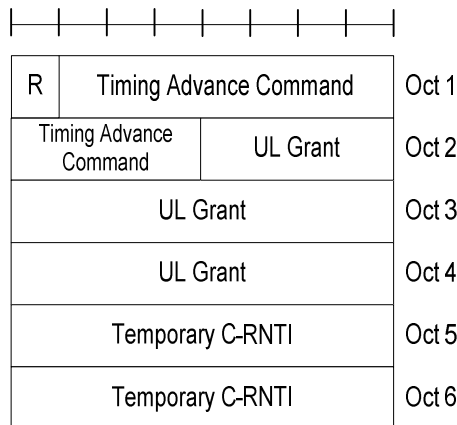 R Timing Advance Command Oct 1
Timing Advance
Command
UL Grant Oct 2
UL Grant Oct 3
UL Grant Oct 4
Temporary C-RNTI Oct 5
Temporary C-RNTI Oct 6